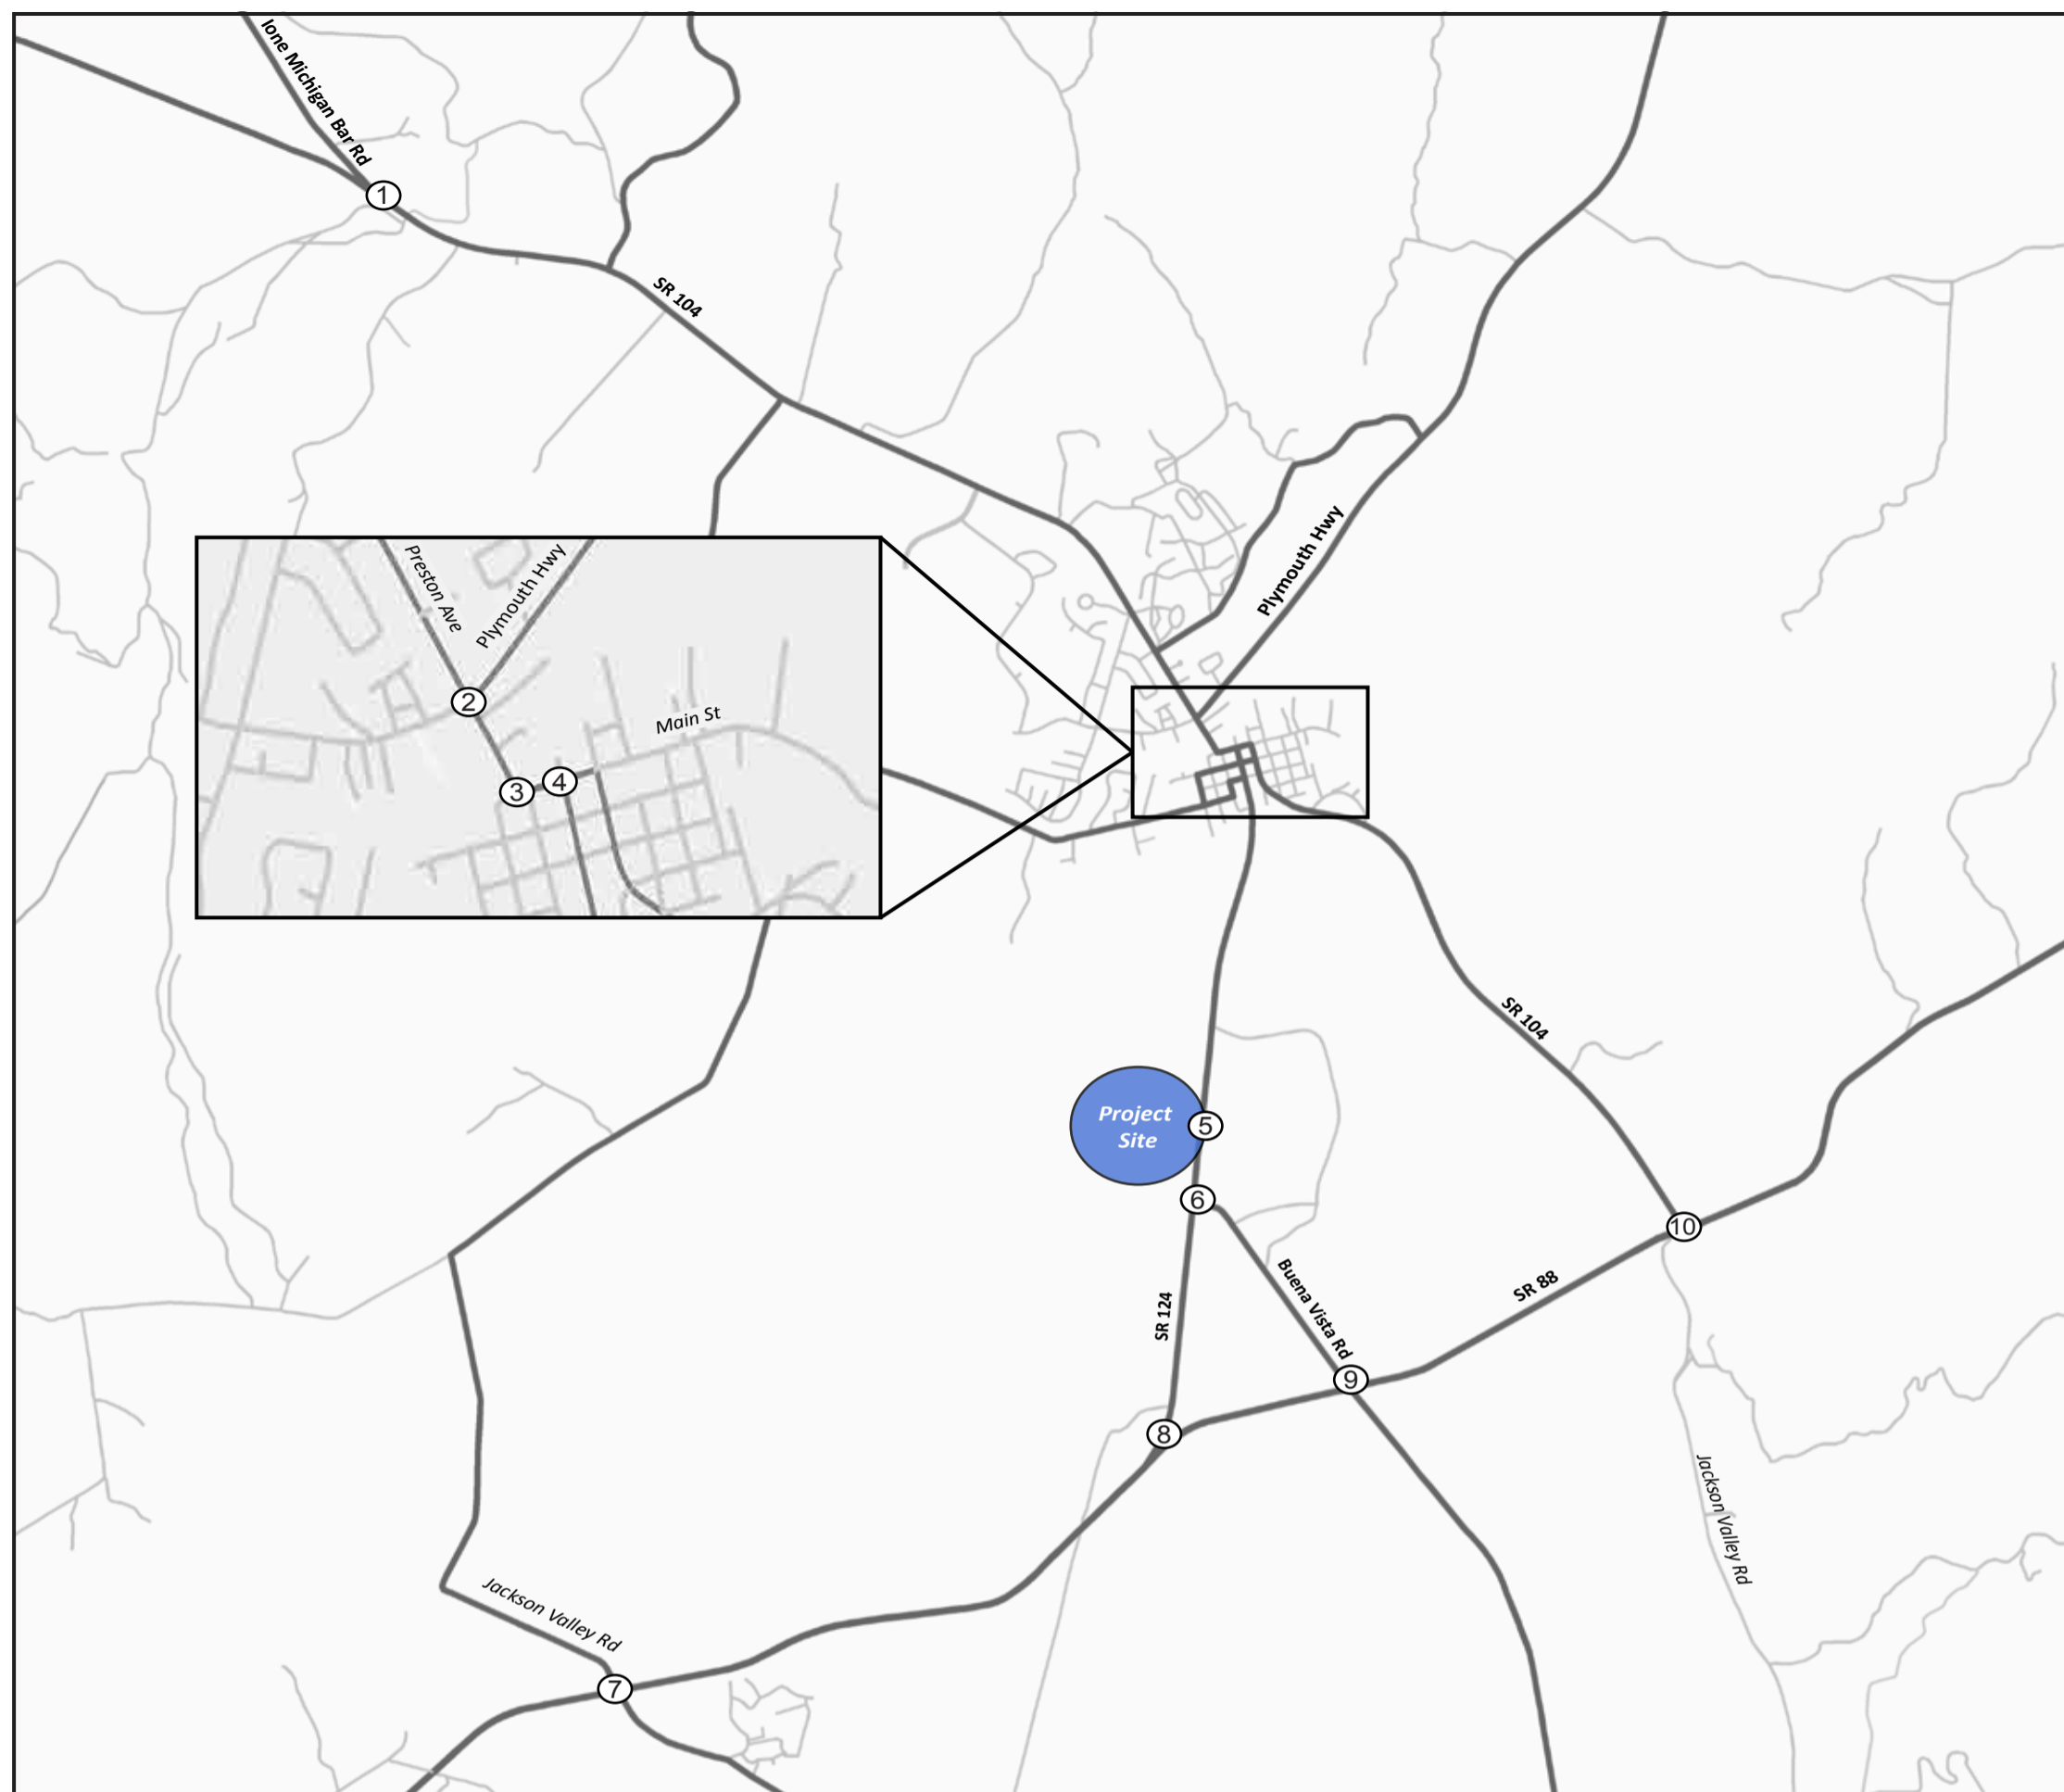 Ione Michigan Bar Rd
1
SR 104
Plymouth Hwy
Preston Ave
Plymouth Hwy
2
Main St
3
4
SR 104
Project
Site
5
6
10
Buena Vista Rd
SR 88
SR 124
9
8
Jackson Valley Rd
Jackson Valley Rd
7